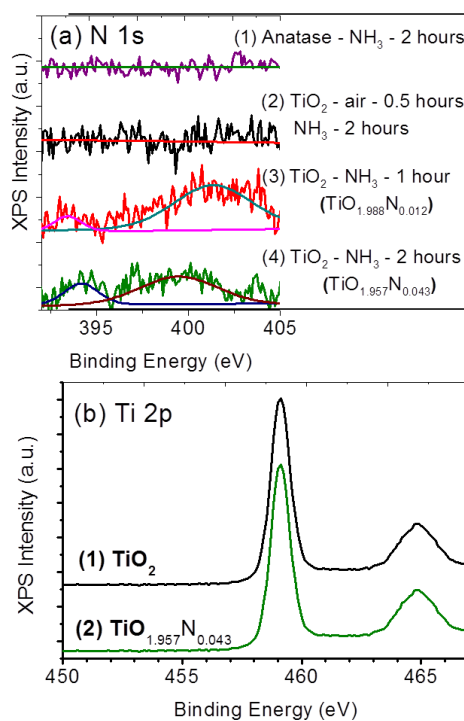 (a) N 1s
(1) Anatase - NH3 - 2 hours
(2) TiO2 - air - 0.5 hours
NH3 - 2 hours
(3) TiO2 - NH3 - 1 hour
(TiO1.988N0.012)
(4) TiO2 - NH3 - 2 hours
(TiO1.957N0.043)
XPS Intensity (a.u.)
395 400 405
Binding Energy (eV)
(b) Ti 2p
XPS Intensity (a.u.)
(1) TiO2
(2) TiO1.957N0.043
450 455 460 465
Binding Energy (eV)